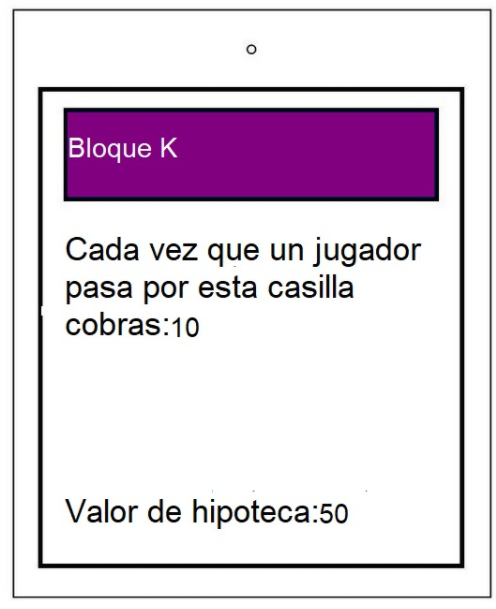 Bloque K
Cada vez que un jugador
pasa por esta casilla
cobras:10
Valor de hipoteca:50